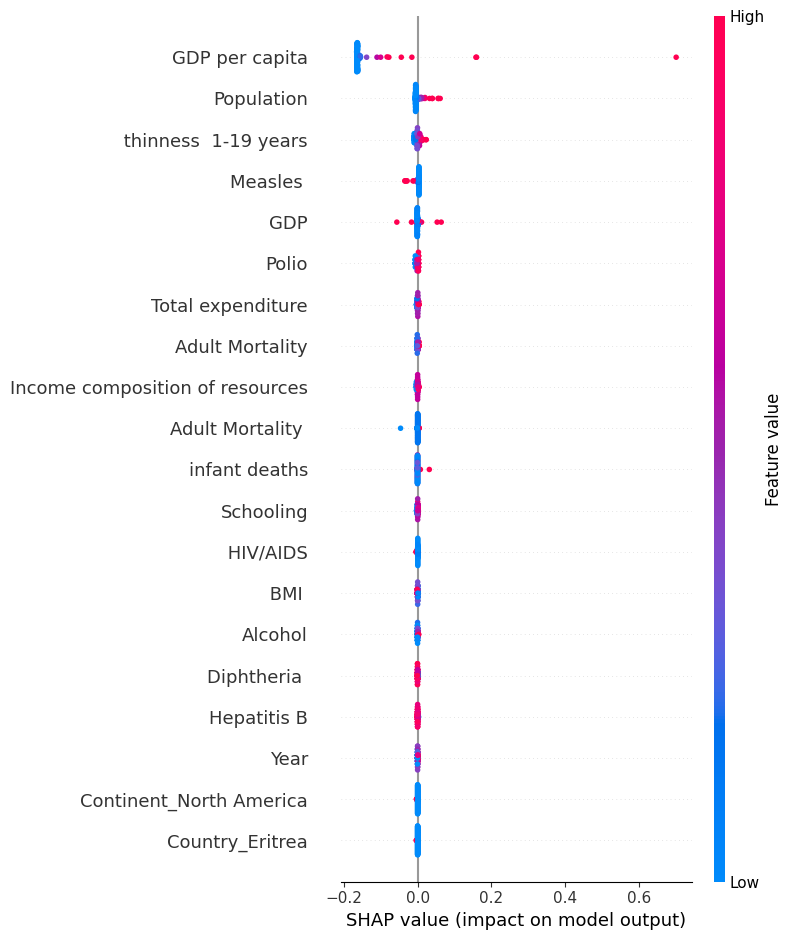 High
GDP per capita
Population
thinness  1-19 years
Measles
GDP
Polio
Total expenditure
Adult Mortality
Income composition of resources
Adult Mortality
infant deaths
Schooling
HIV/AIDS
BMI
Alcohol
Diphtheria
Hepatitis B
Year
Continent_North America
Country_Eritrea
Feature value
Low
−0.2 0.0 0.2 0.4 0.6
SHAP value (impact on model output)